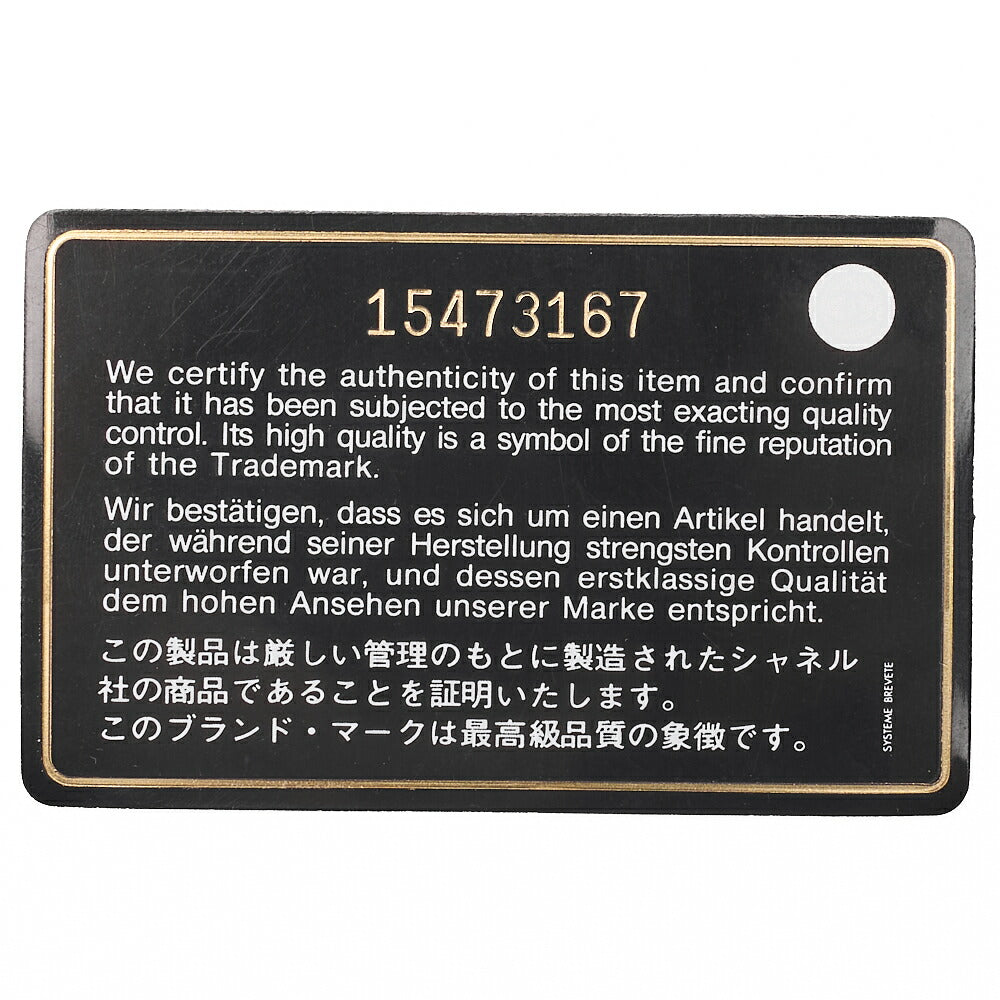 15473167
We certify the authenticity of this item and confirm
that it has been subjected to the most exacting quality
control. Its high quality is a symbol of the fine reputation
of the Trademark.
Wir bestätigen, dass es sich um einen Artikel handelt,
der während seiner Herstellung strengsten Kontrollen
unterworfen war, und dessen erstklassige Qualität
dem hohen Ansehen unserer Marke entspricht.
この製品は厳しい管理のもとに製造されたシャネル
社の商品であることを証明いたします。
このブランド・マークは最高級品質の象徴です。
SYSTEME BREVETE